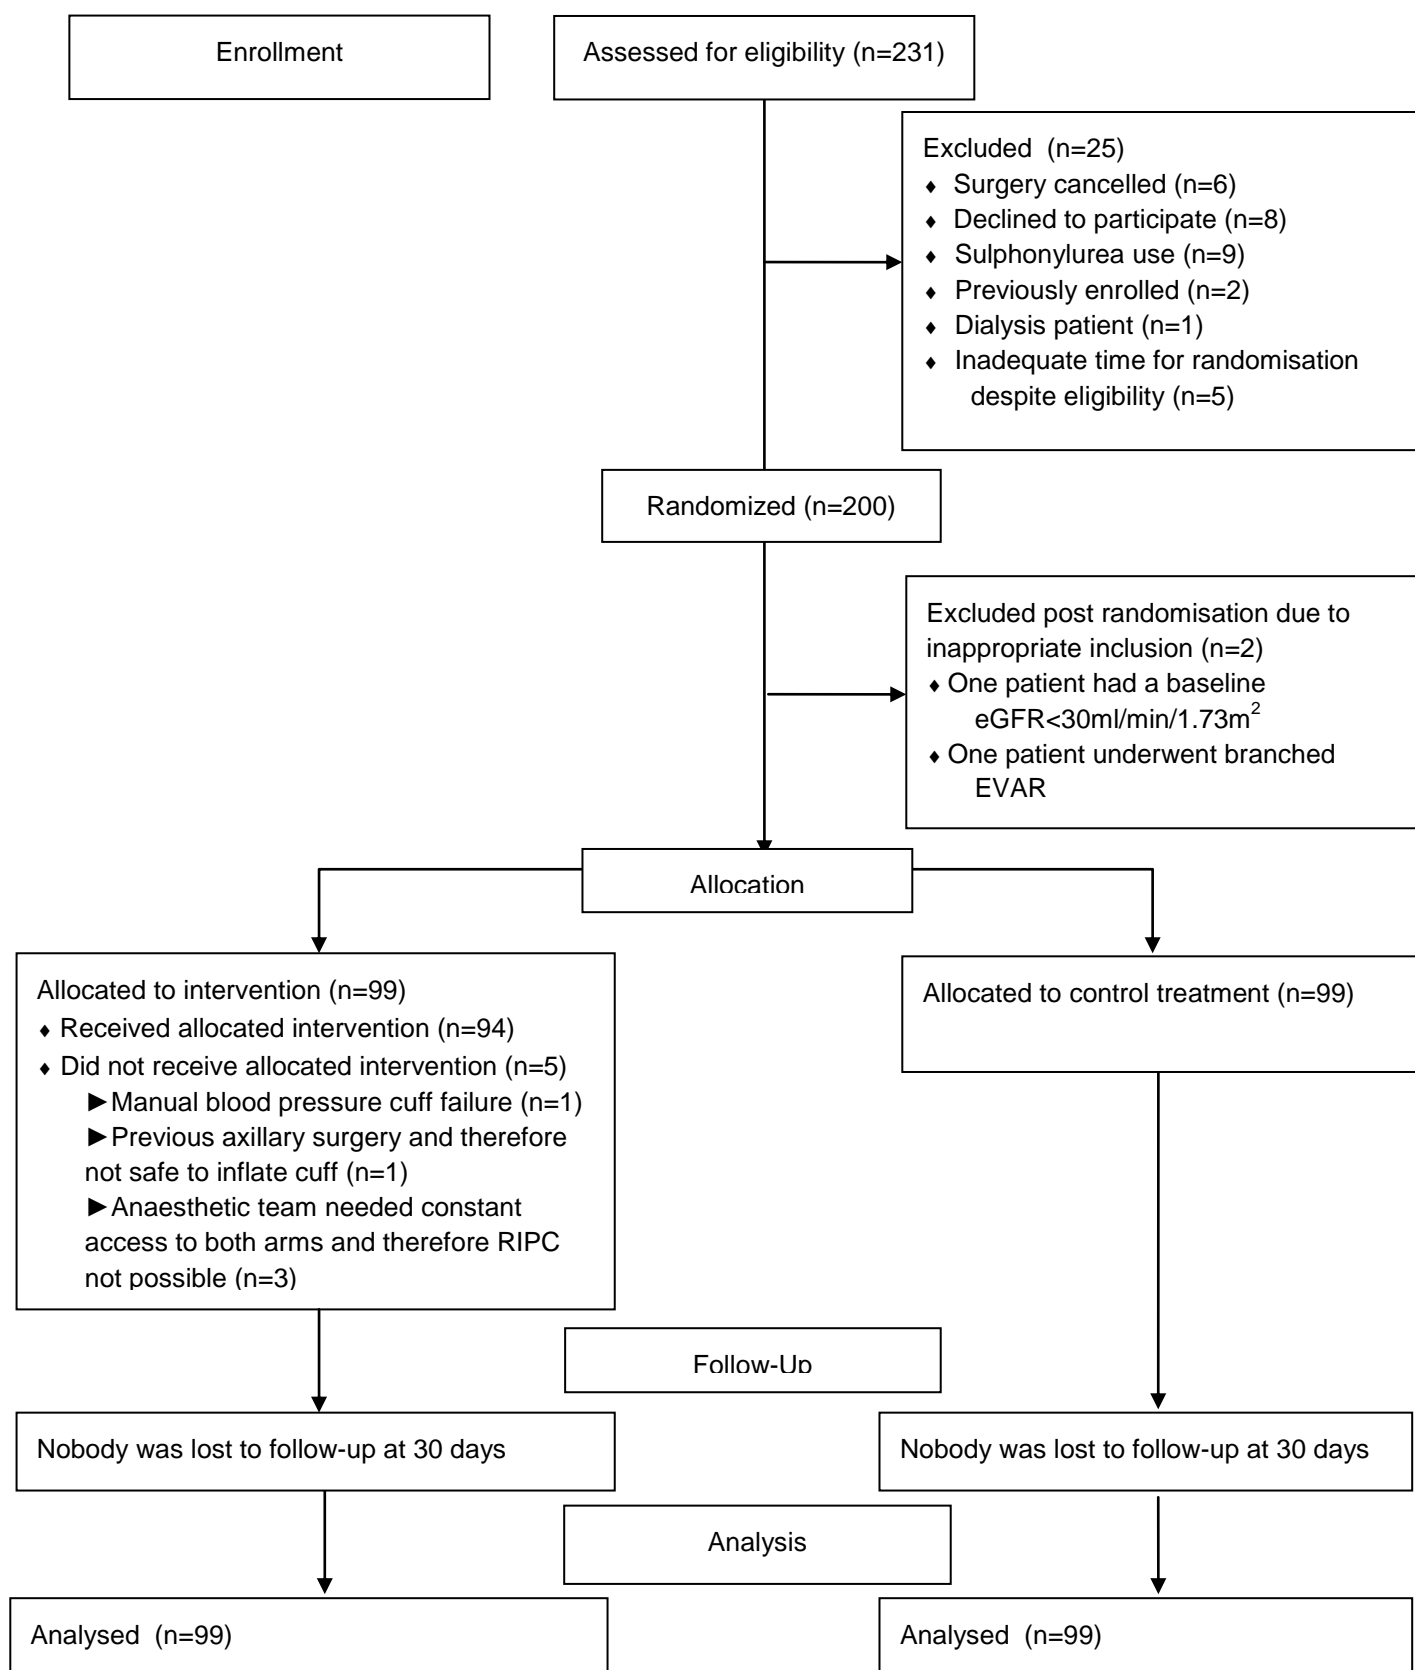 Enrollment
Assessed for eligibility (n=231)
Excluded (n=25)
♦ Surgery cancelled (n=6)
♦ Declined to participate (n=8)
♦ Sulphonylurea use (n=9)
♦ Previously enrolled (n=2)
♦ Dialysis patient (n=1)
♦ Inadequate time for randomisation
despite eligibility (n=5)
Randomized (n=200)
Excluded post randomisation due to
inappropriate inclusion (n=2)
♦ One patient had a baseline
eGFR<30ml/min/1.73m²
♦ One patient underwent branched
EVAR
Allocation
Allocated to intervention (n=99)
♦ Received allocated intervention (n=94)
♦ Did not receive allocated intervention (n=5)
►Manual blood pressure cuff failure (n=1)
►Previous axillary surgery and therefore
not safe to inflate cuff (n=1)
►Anaesthetic team needed constant
access to both arms and therefore RIPC
not possible (n=3)
Allocated to control treatment (n=99)
Follow-Up
Nobody was lost to follow-up at 30 days
Nobody was lost to follow-up at 30 days
Analysis
Analysed (n=99)
Analysed (n=99)